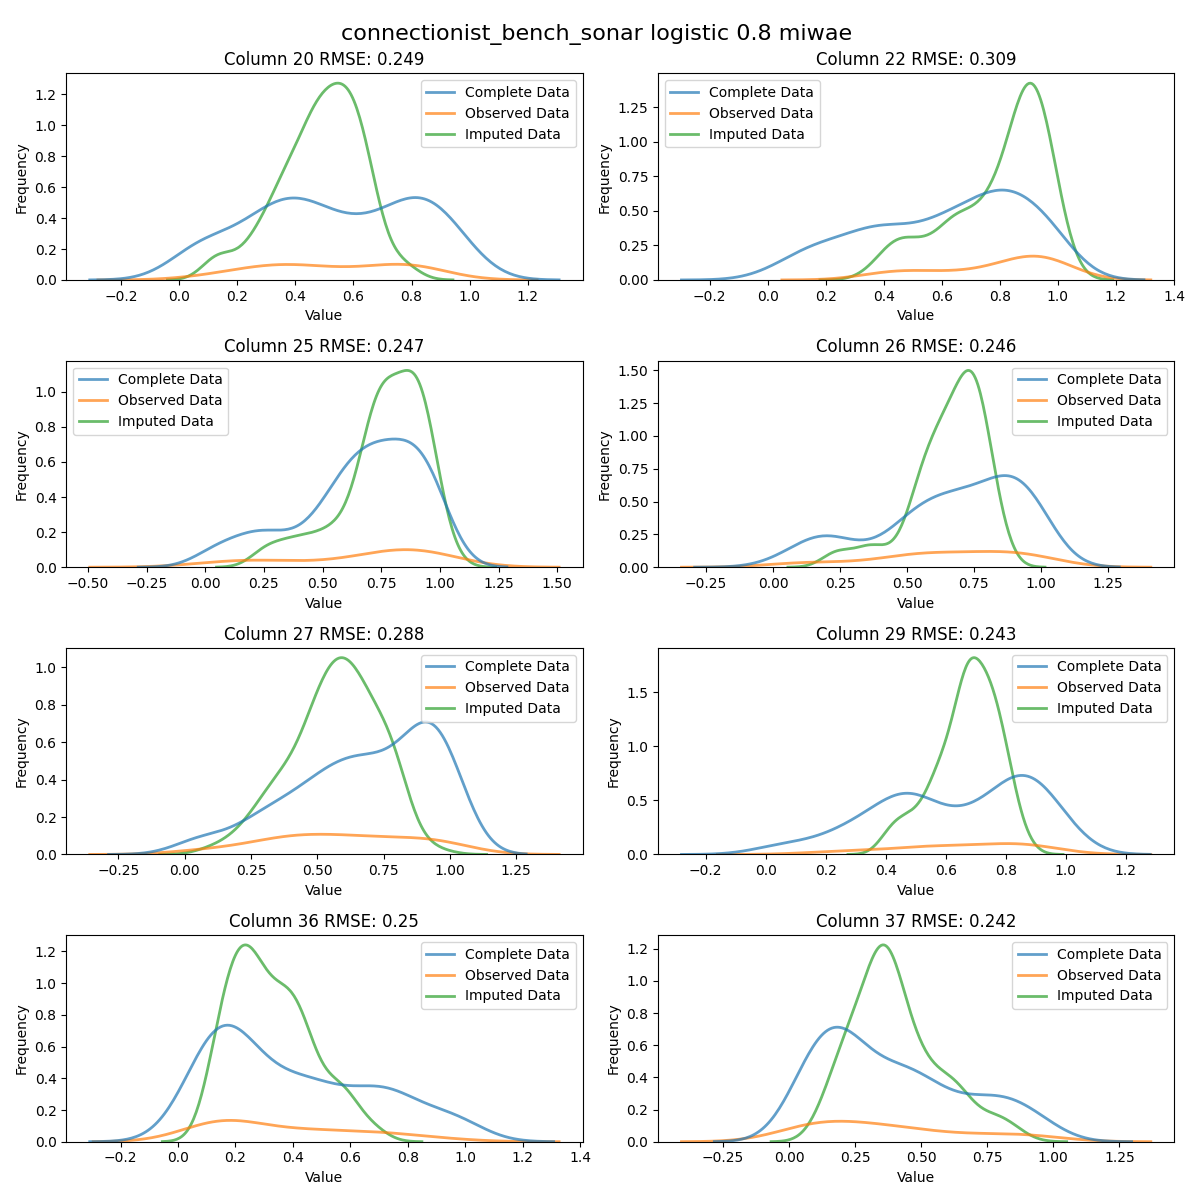 connectionist_bench_sonar logistic 0.8 miwae
Column 20 RMSE: 0.249
Complete Data
Observed Data
Imputed Data
Frequency
0.0
0.2
0.4
0.6
0.8
1.0
1.2
−0.2
0.0
0.2
0.4
0.6
0.8
1.0
1.2
Value
Column 22 RMSE: 0.309
Complete Data
Observed Data
Imputed Data
Frequency
0.00
0.25
0.50
0.75
1.00
1.25
−0.2
0.0
0.2
0.4
0.6
0.8
1.0
1.2
1.4
Value
Column 25 RMSE: 0.247
Complete Data
Observed Data
Imputed Data
Frequency
0.0
0.2
0.4
0.6
0.8
1.0
−0.50
−0.25
0.00
0.25
0.50
0.75
1.00
1.25
1.50
Value
Column 26 RMSE: 0.246
Complete Data
Observed Data
Imputed Data
Frequency
0.00
0.25
0.50
0.75
1.00
1.25
1.50
−0.25
0.00
0.25
0.50
0.75
1.00
1.25
Value
Column 27 RMSE: 0.288
Complete Data
Observed Data
Imputed Data
Frequency
0.0
0.2
0.4
0.6
0.8
1.0
−0.25
0.00
0.25
0.50
0.75
1.00
1.25
Value
Column 29 RMSE: 0.243
Complete Data
Observed Data
Imputed Data
Frequency
0.0
0.5
1.0
1.5
−0.2
0.0
0.2
0.4
0.6
0.8
1.0
1.2
Value
Column 36 RMSE: 0.25
Complete Data
Observed Data
Imputed Data
Frequency
0.0
0.2
0.4
0.6
0.8
1.0
1.2
−0.2
0.0
0.2
0.4
0.6
0.8
1.0
1.2
1.4
Value
Column 37 RMSE: 0.242
Complete Data
Observed Data
Imputed Data
Frequency
0.0
0.2
0.4
0.6
0.8
1.0
1.2
−0.25
0.00
0.25
0.50
0.75
1.00
1.25
Value